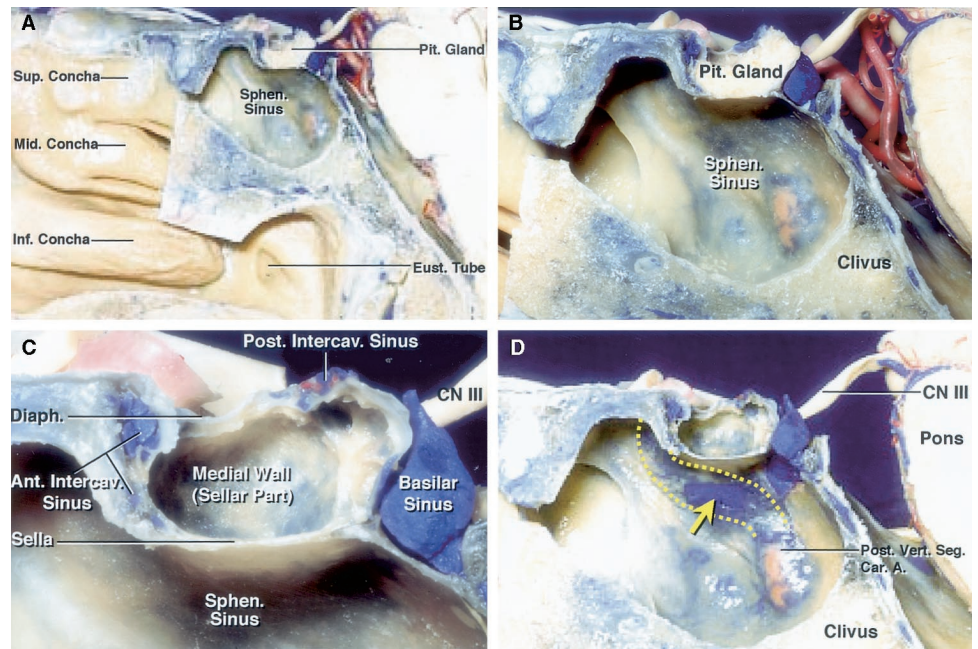 A
Pit. Gland
Sup. Concha
Sphen.
Sinus
Mid. Concha
Inf. Concha
Eust. Tube
B
Pit. Gland
Sphen.
Sinus
Clivus
C
Post. Intercav. Sinus
CN III
Diaph.
Medial Wall
(Sellar Part)
Ant. Intercav.
Sinus
Basilar
Sinus
Sella
Sphen.
Sinus
D
CN III
Pons
Post. Vert. Seg.
Car. A.
Clivus